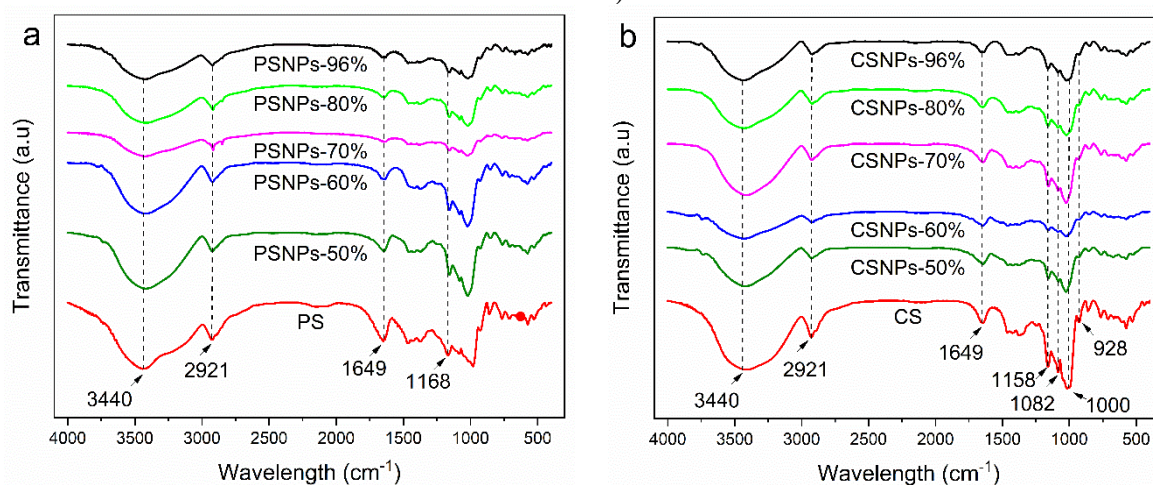 a
PSNPs-96%
PSNPs-80%
PSNPs-70%
PSNPs-60%
PSNPs-50%
PS
3440
2921
1649
1168
Transmittance (a.u)
4000 3500 3000 2500 2000 1500 1000 500
Wavelength (cm-1)
b
CSNPs-96%
CSNPs-80%
CSNPs-70%
CSNPs-60%
CSNPs-50%
CS
3440
2921
1649
1158
1082
1000
928
Transmittance (a.u)
4000 3500 3000 2500 2000 1500 1000 500
Wavelength (cm-1)